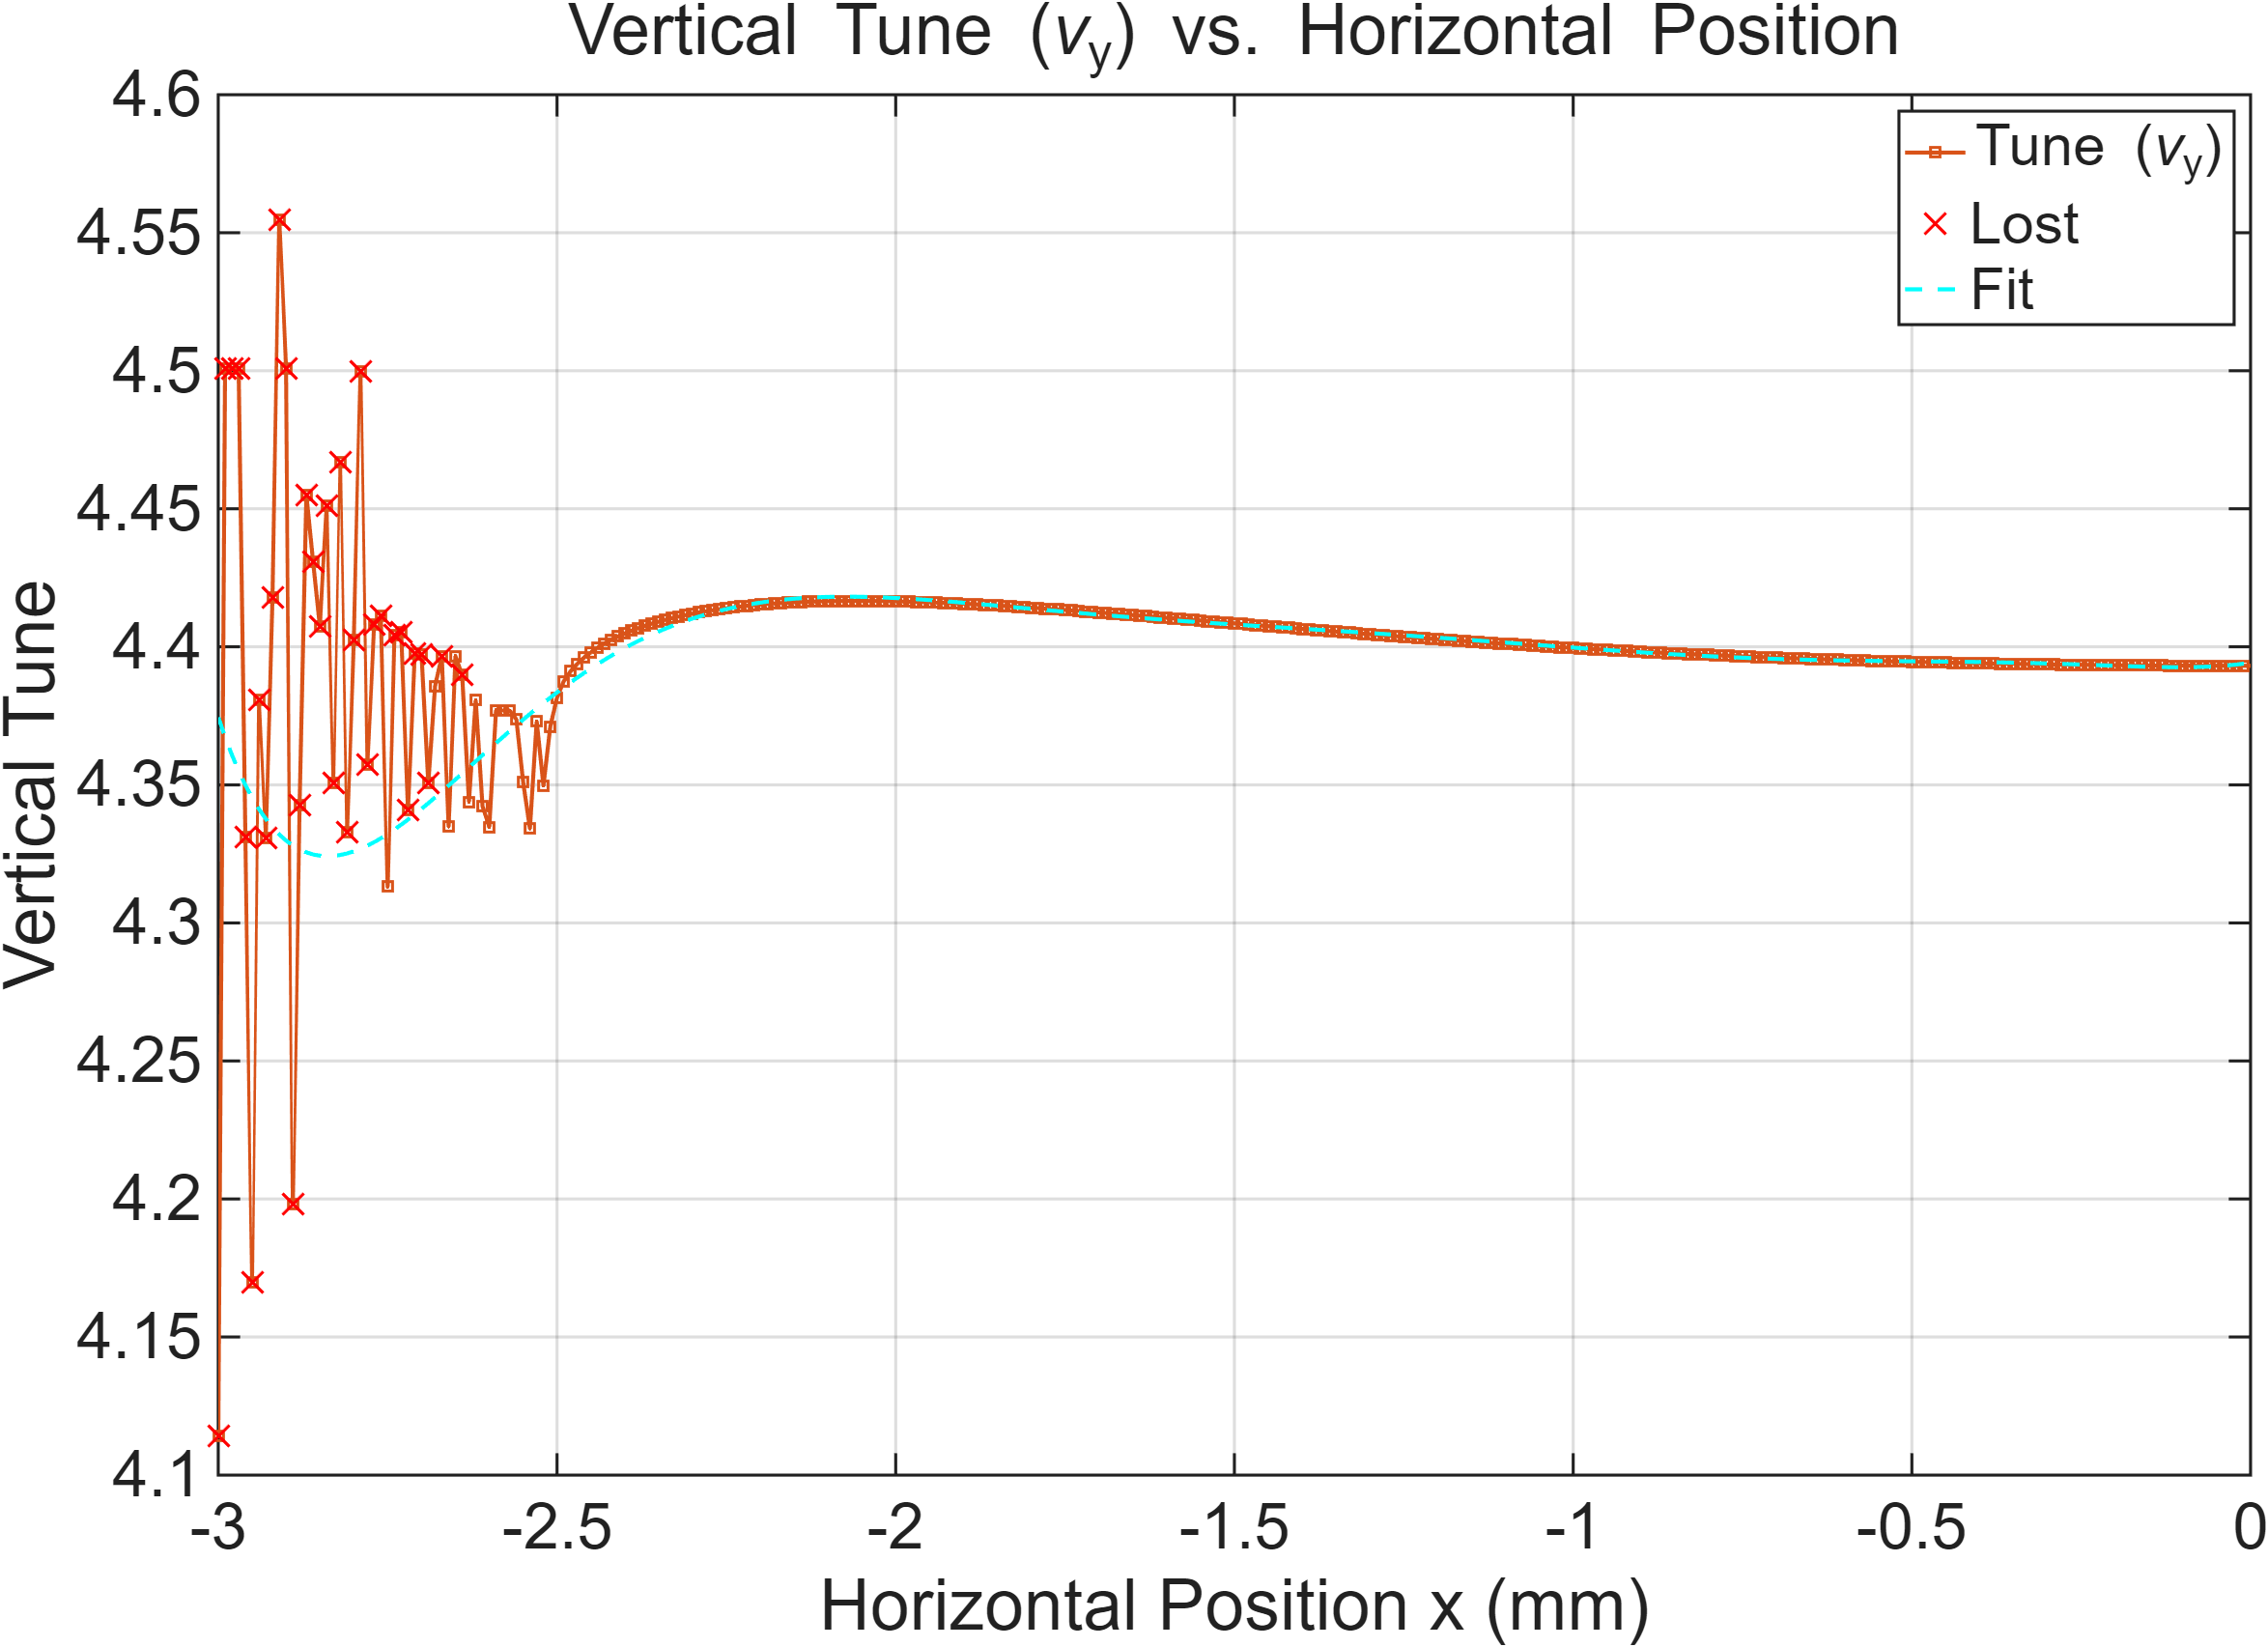 Vertical Tune (νy) vs. Horizontal Position
4.6
4.55
4.5
4.45
4.4
4.35
4.3
4.25
4.2
4.15
4.1
Vertical Tune
Tune (νy)
Lost
Fit
-3 -2.5 -2 -1.5 -1 -0.5 0
Horizontal Position x (mm)